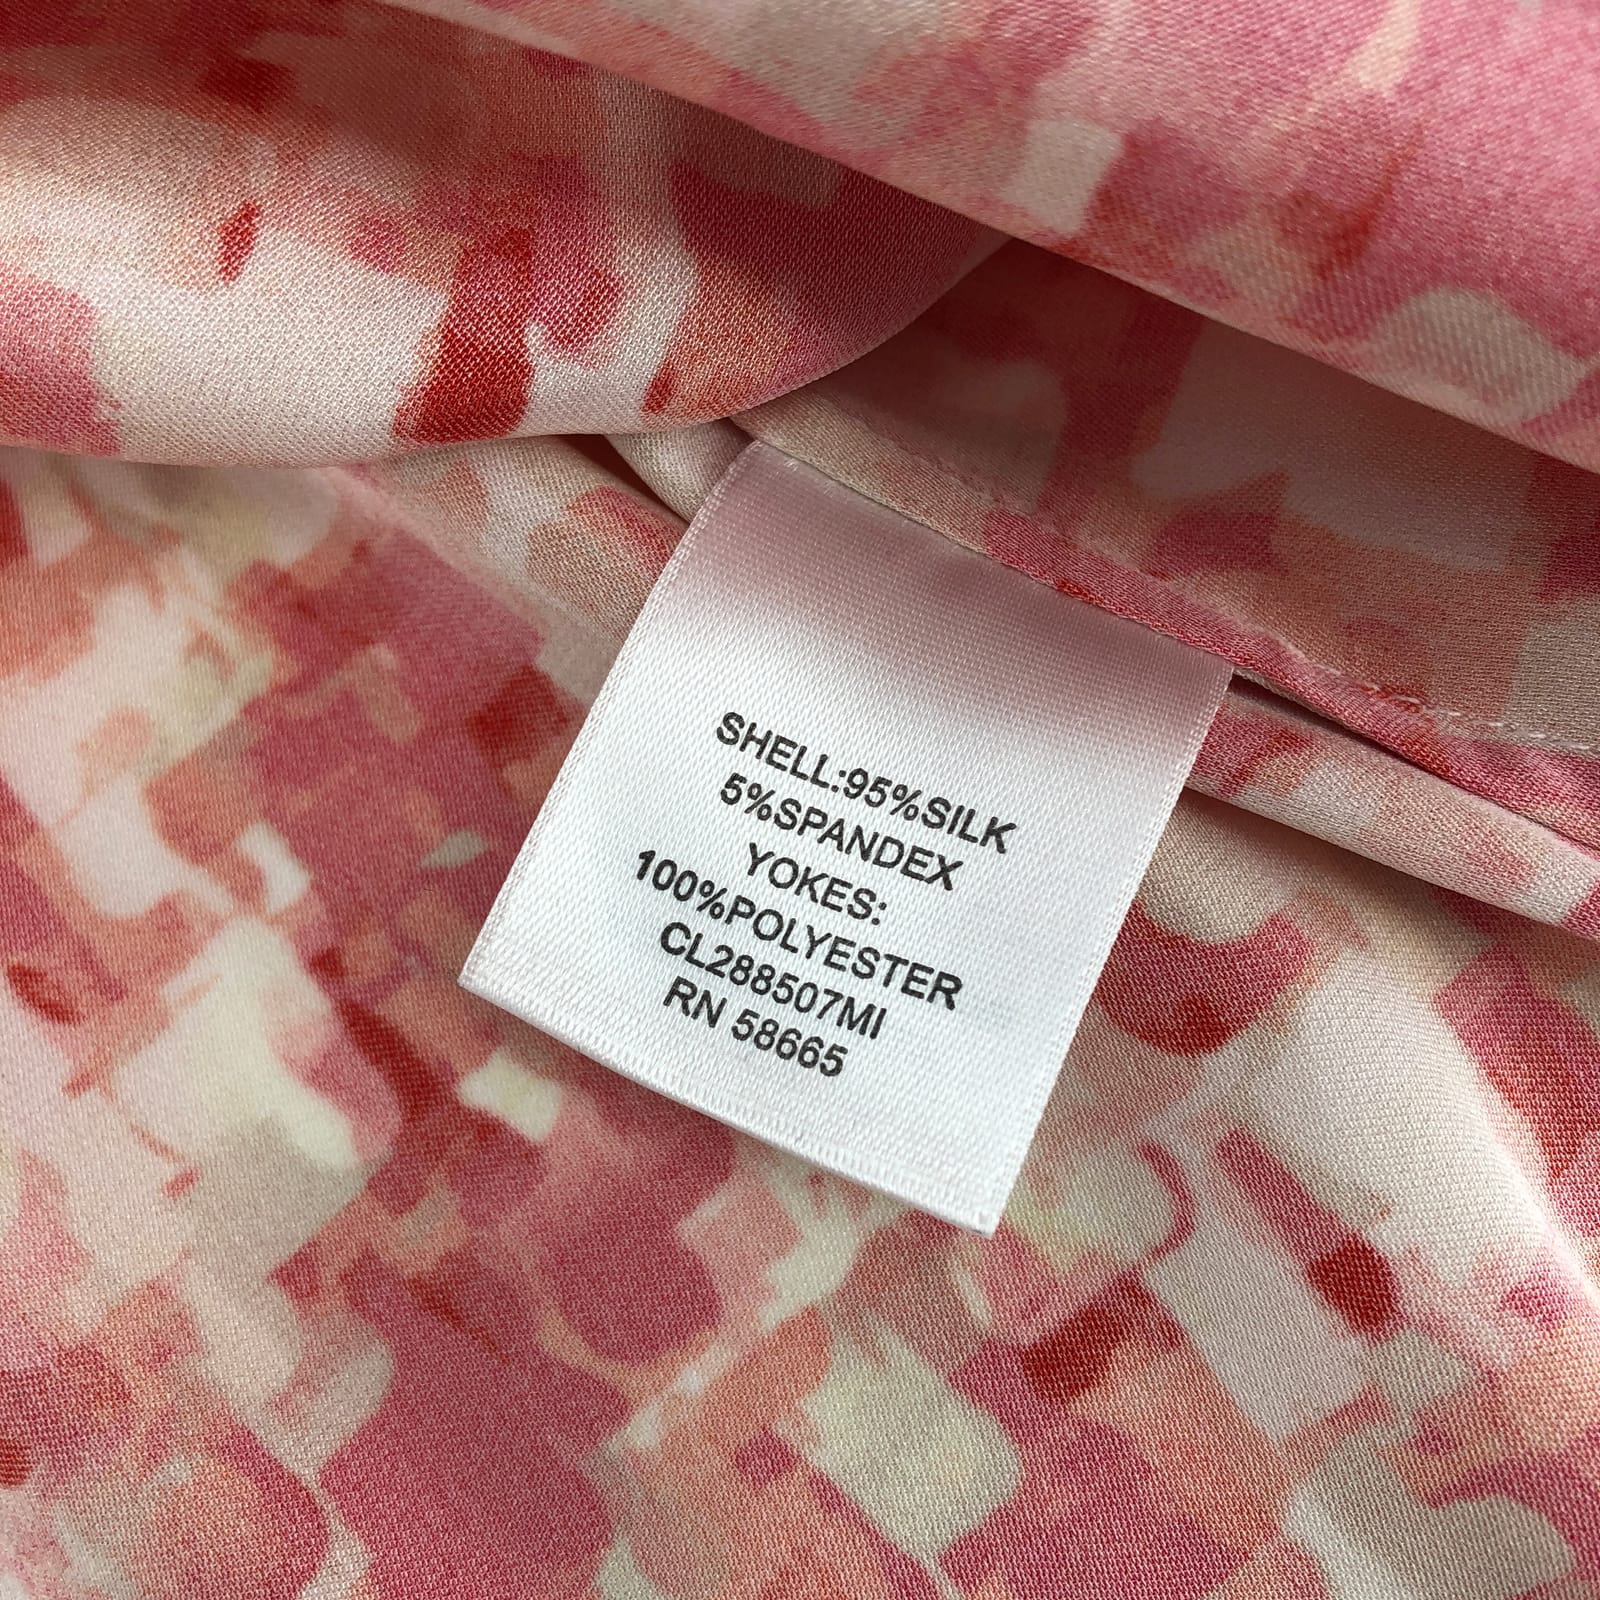 SHELL:95%SILK
5%SPANDEX
YOKES:
100%POLYESTER
CL288507MI
RN 58665